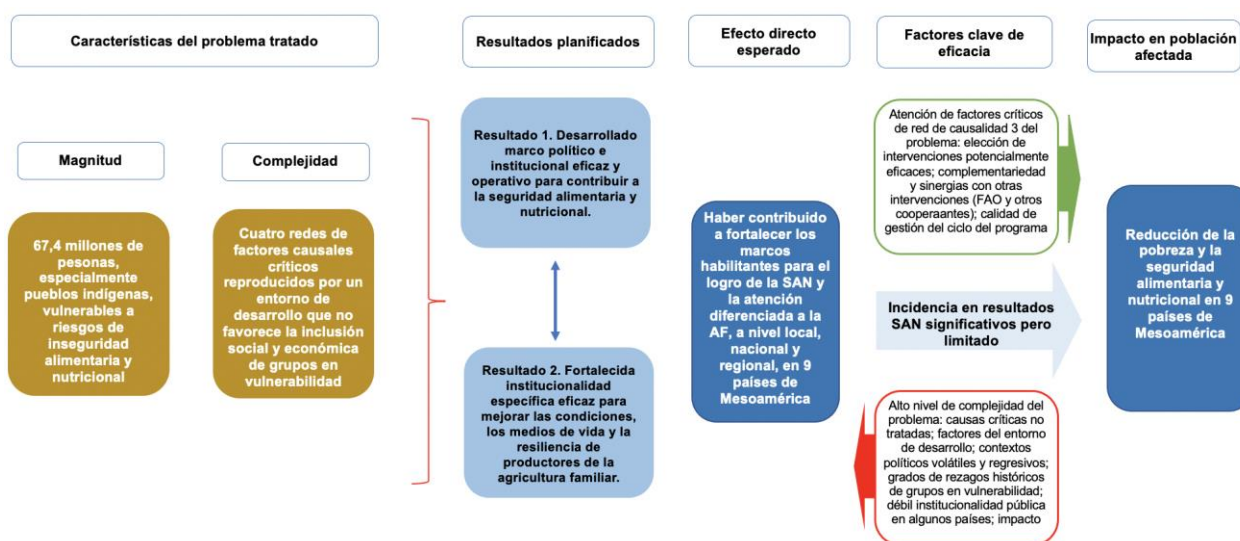 Características del problema tratado
Resultados planificados
Efecto directo
esperado
Factores clave de
eficacia
Impacto en población
afectada
Magnitud
Complejidad
67,4 millones de
pesonas,
especialmente
pueblos indígenas,
vulnerables a
riesgos de
inseguridad
alimentaria y
nutricional
Cuatro redes de
factores causales
críticos
reproducidos por un
entorno de
desarrollo que no
favorece la inclusión
social y económica
de grupos en
vulnerabilidad
Resultado 1. Desarrollado
marco político e
institucional eficaz y
operativo para contribuir a
la seguridad alimentaria y
nutricional.
Resultado 2. Fortalecida
institucionalidad
específica eficaz para
mejorar las condiciones,
los medios de vida y la
resiliencia de
productores de la
agricultura familiar.
Haber contribuido
a fortalecer los
marcos
habilitantes para el
logro de la SAN y
la atención
diferenciada a la
AF, a nivel local,
nacional y
regional, en 9
países de
Mesoamérica
Atención de factores críticos
de red de causalidad 3 del
problema: elección de
intervenciones potencialmente
eficaces; complementariedad
y sinergias con otras
intervenciones (FAO y otros
cooperaantes); calidad de
gestión del ciclo del programa
Incidencia en resultados
SAN significativos pero
limitado
Alto nivel de complejidad del
problema: causas críticas no
tratadas; factores del entorno
de desarrollo; contextos
políticos volátiles y regresivos;
grados de rezagos históricos
de grupos en vulnerabilidad;
débil institucionalidad pública
en algunos países; impacto
Reducción de la
pobreza y la
seguridad
alimentaria y
nutricional en 9
países de
Mesoamérica